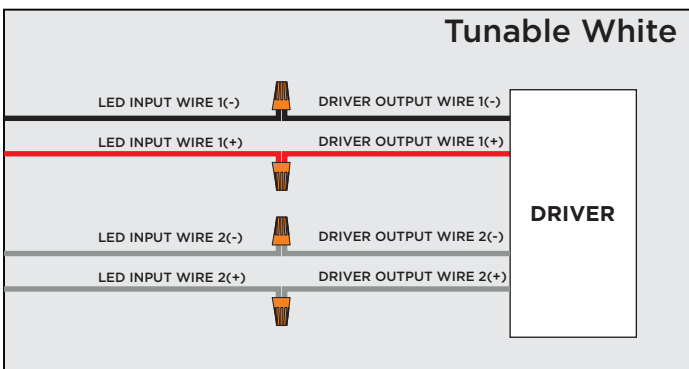 Tunable White
LED INPUT WIRE 1(-) DRIVER OUTPUT WIRE 1(-)
LED INPUT WIRE 1(+) DRIVER OUTPUT WIRE 1(+)
DRIVER
LED INPUT WIRE 2(-) DRIVER OUTPUT WIRE 2(-)
LED INPUT WIRE 2(+) DRIVER OUTPUT WIRE 2(+)